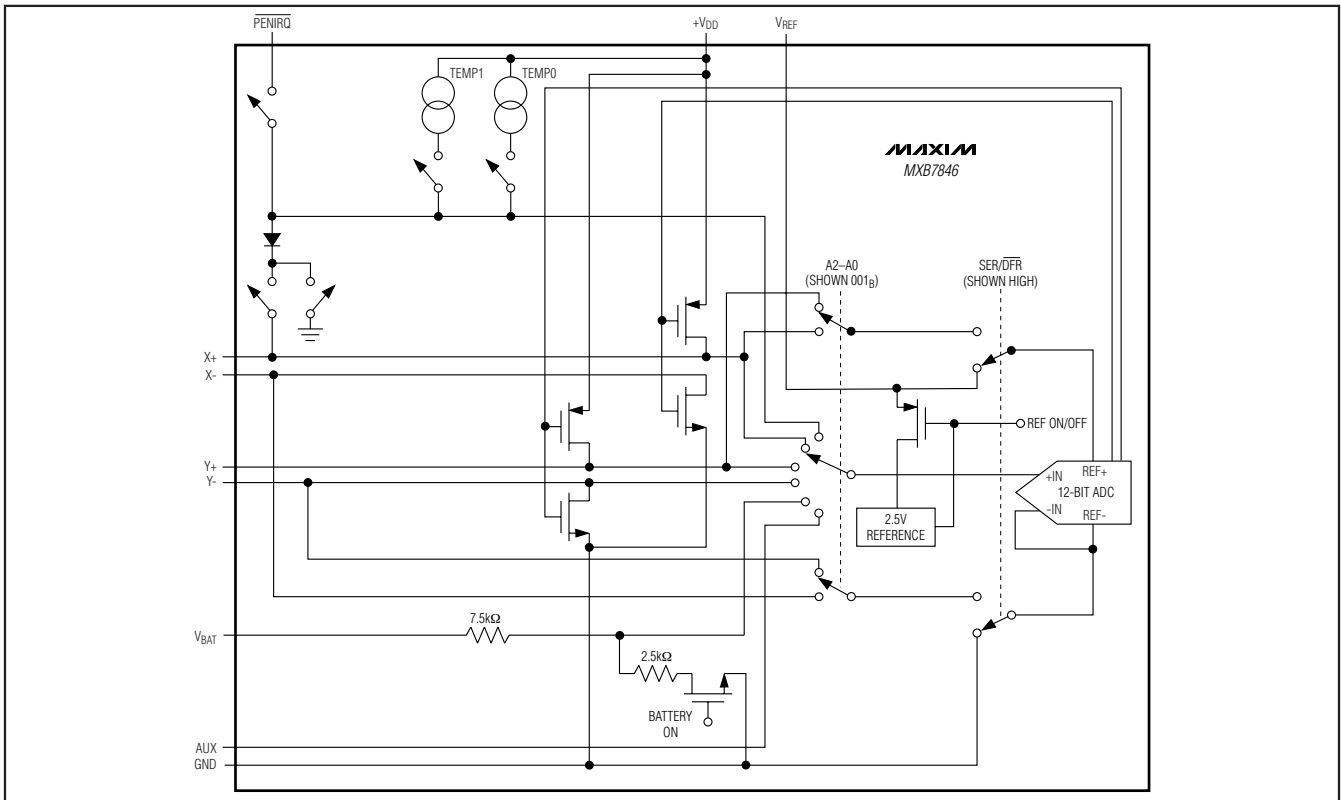 PENIRQ
+VDD
VREF
TEMP1
TEMP0
MAXIM
MXB7846
A2–A0
(SHOWN 001B)
SER/DFR
(SHOWN HIGH)
X+
X-
REF ON/OFF
Y+
Y-
+IN
REF+
12-BIT ADC
-IN
REF-
2.5V
REFERENCE
7.5kΩ
VBAT
2.5kΩ
BATTERY
ON
AUX
GND